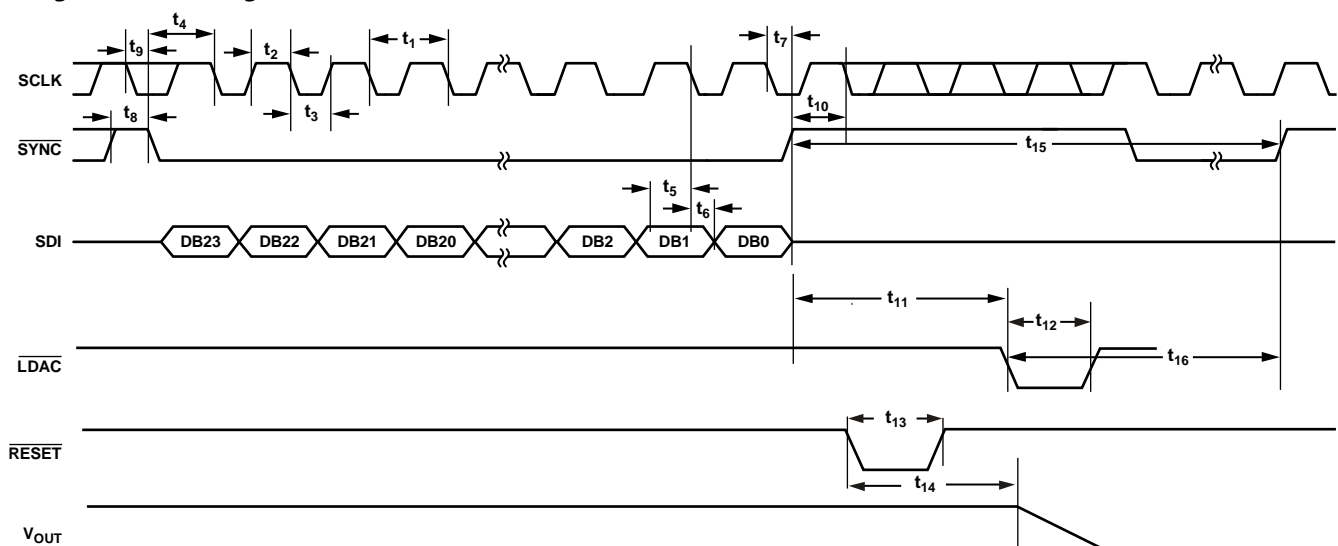 t4
t9
t2
t1
t7
SCLK
t3
t8
t10
SYNC
t15
t5
t6
SDI
DB23
DB22
DB21
DB20
DB2
DB1
DB0
t11
t12
LDAC
t16
t13
RESET
t14
VOUT